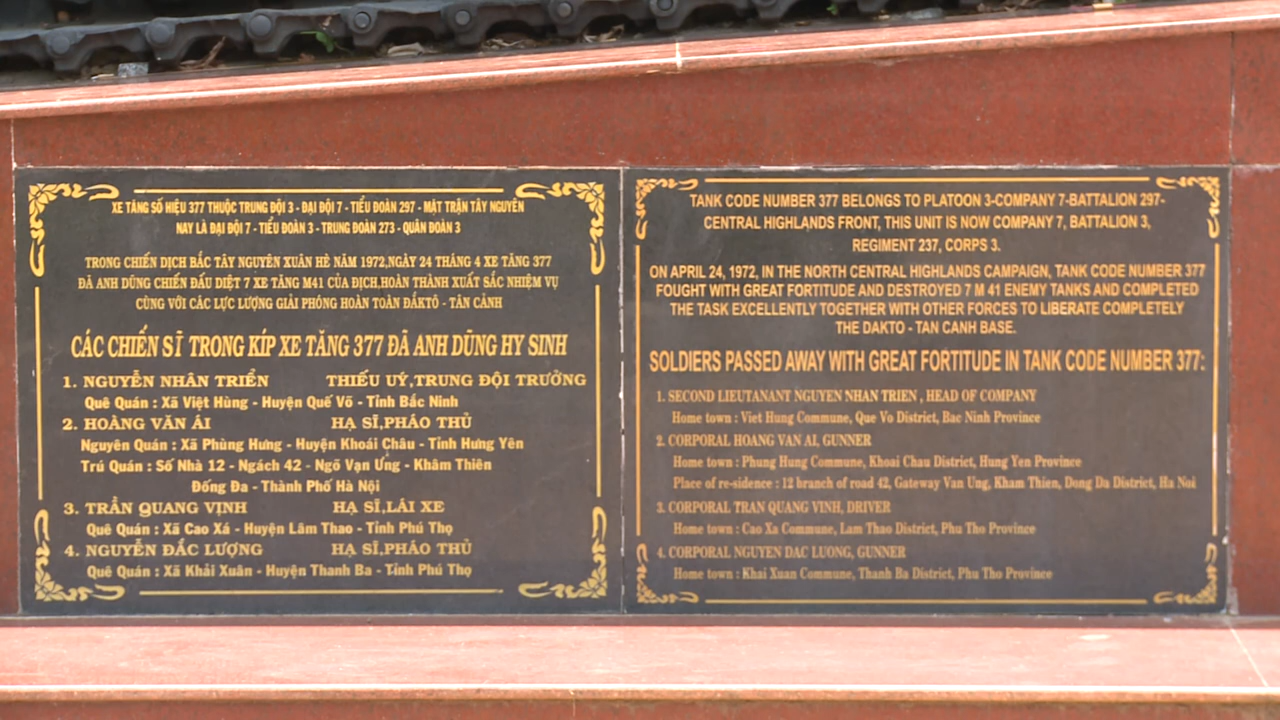 XE TĂNG SỐ HIỆU 377 THUỘC TRUNG ĐỘI 3 - ĐẠI ĐỘI 7 - TIỂU ĐOÀN 297 - MẶT TRẬN TÂY NGUYÊN
NAY LÀ ĐẠI ĐỘI 7 - TIỂU ĐOÀN 3 - TRUNG ĐOÀN 273 - QUÂN ĐOÀN 3
TRONG CHIẾN DỊCH BẮC TÂY NGUYÊN XUÂN HÈ NĂM 1972,NGÀY 24 THÁNG 4 XE TĂNG 377
ĐÃ ANH DŨNG CHIẾN ĐẤU DIỆT 7 XE TĂNG M41 CỦA ĐỊCH,HOÀN THÀNH XUẤT SẮC NHIỆM VỤ
CÙNG VỚI CÁC LỰC LƯỢNG GIẢI PHÓNG HOÀN TOÀN ĐẮKTÔ - TÂN CẢNH
CÁC CHIẾN SĨ TRONG KÍP XE TĂNG 377 ĐÃ ANH DŨNG HY SINH
1. NGUYỄN NHÂN TRIỂN THIẾU UÝ,TRUNG ĐỘI TRƯỞNG
Quê Quán : Xã Việt Hùng - Huyện Quế Võ - Tỉnh Bắc Ninh
2. HOÀNG VĂN ÁI HẠ SĨ,PHÁO THỦ
Nguyên Quán : Xã Phùng Hưng - Huyện Khoái Châu - Tỉnh Hưng Yên
Trú Quán : Số Nhà 12 - Ngách 42 - Ngõ Vạn Ứng - Khâm Thiên
Đống Đa - Thành Phố Hà Nội
3. TRẦN QUANG VỊNH HẠ SĨ,LÁI XE
Quê Quán : Xã Cao Xá - Huyện Lâm Thao - Tỉnh Phú Thọ
4. NGUYỄN ĐẮC LƯỢNG HẠ SĨ,PHÁO THỦ
Quê Quán : Xã Khải Xuân - Huyện Thanh Ba - Tỉnh Phú Thọ
TANK CODE NUMBER 377 BELONGS TO PLATOON 3-COMPANY 7-BATTALION 297-
CENTRAL HIGHLANDS FRONT, THIS UNIT IS NOW COMPANY 7, BATTALION 3,
REGIMENT 237, CORPS 3.
ON APRIL 24, 1972, IN THE NORTH CENTRAL HIGHLANDS CAMPAIGN, TANK CODE NUMBER 377
FOUGHT WITH GREAT FORTITUDE AND DESTROYED 7 M 41 ENEMY TANKS AND COMPLETED
THE TASK EXCELLENTLY TOGETHER WITH OTHER FORCES TO LIBERATE COMPLETELY
THE DAKTO - TAN CANH BASE.
SOLDIERS PASSED AWAY WITH GREAT FORTITUDE IN TANK CODE NUMBER 377:
1. SECOND LIEUTANANT NGUYEN NHAN TRIEN , HEAD OF COMPANY
Home town : Viet Hung Commune, Que Vo District, Bac Ninh Province
2. CORPORAL HOANG VAN AI, GUNNER
Home town : Phung Hung Commune, Khoai Chau District, Hung Yen Province
Place of re-sidence : 12 branch of road 42, Gateway Van Ung, Kham Thien, Dong Da District, Ha Noi
3. CORPORAL TRAN QUANG VINH, DRIVER
Home town : Cao Xa Commune, Lam Thao District, Phu Tho Province
4. CORPORAL NGUYEN DAC LUONG, GUNNER
Home town : Khai Xuan Commune, Thanh Ba District, Phu Tho Province